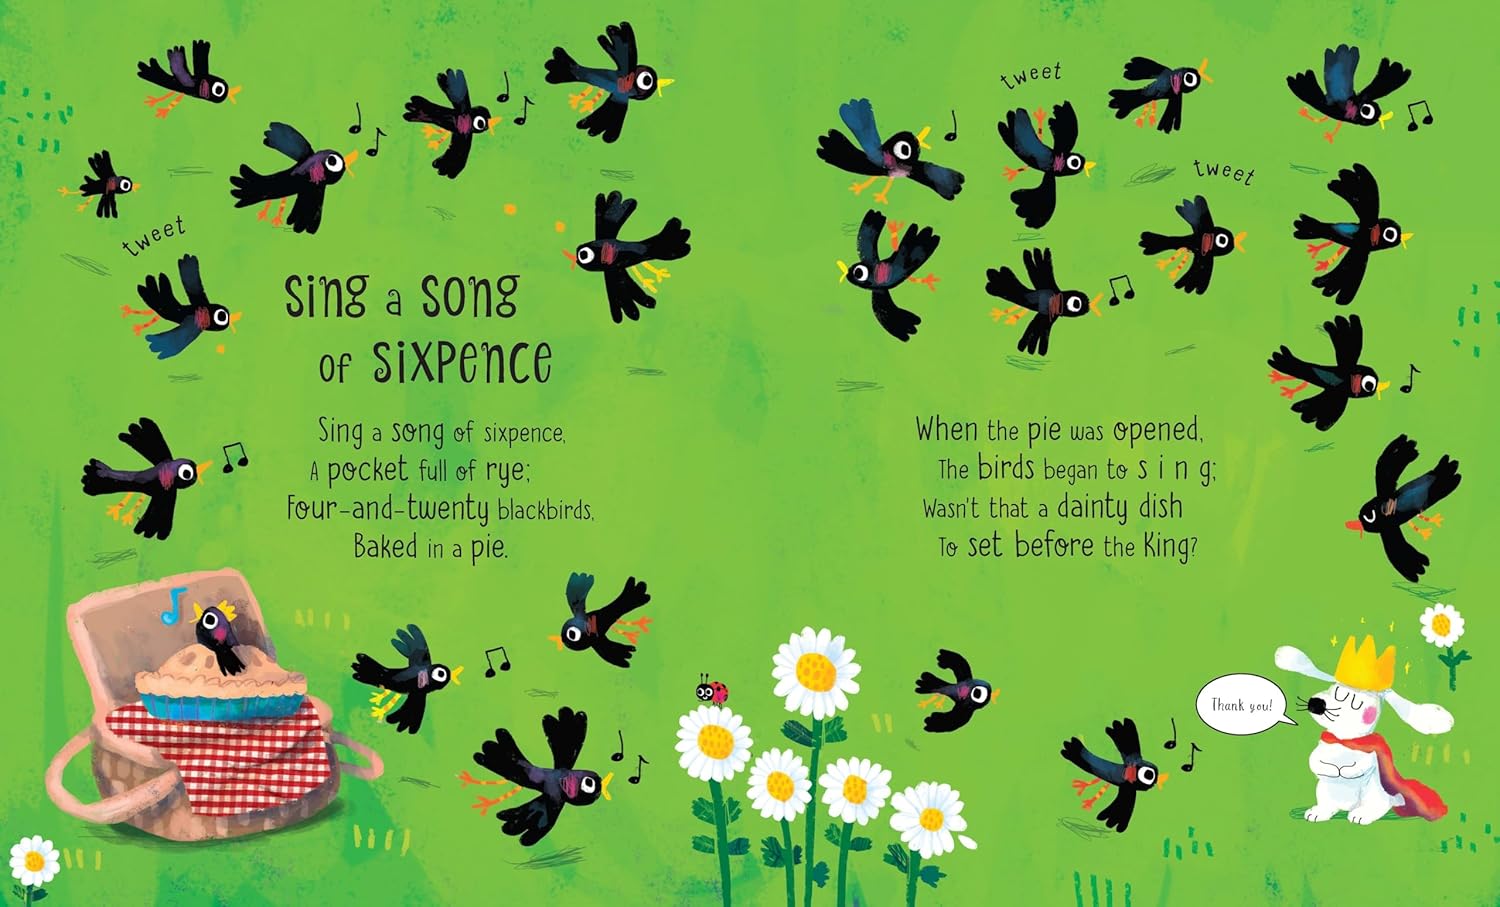 tweet
Sing a Song
of Sixpence
Sing a song of sixpence,
A pocket full of rye;
Four-and-twenty blackbirds,
Baked in a pie.
tweet
tweet
When the pie was opened,
The birds began to s i n g;
Wasn't that a dainty dish
To set before the King?
Thank you!